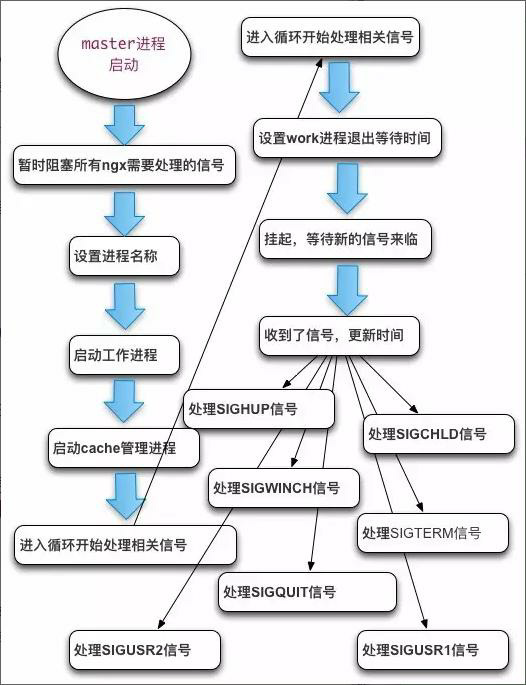 master进程
启动
暂时阻塞所有ngx需要处理的信号
设置进程名称
启动工作进程
启动cache管理进程
进入循环开始处理相关信号
进入循环开始处理相关信号
设置work进程退出等待时间
挂起，等待新的信号来临
收到了信号，更新时间
处理SIGHUP信号
处理SIGCHLD信号
处理SIGWINCH信号
处理SIGTERM信号
处理SIGQUIT信号
处理SIGUSR2信号
处理SIGUSR1信号